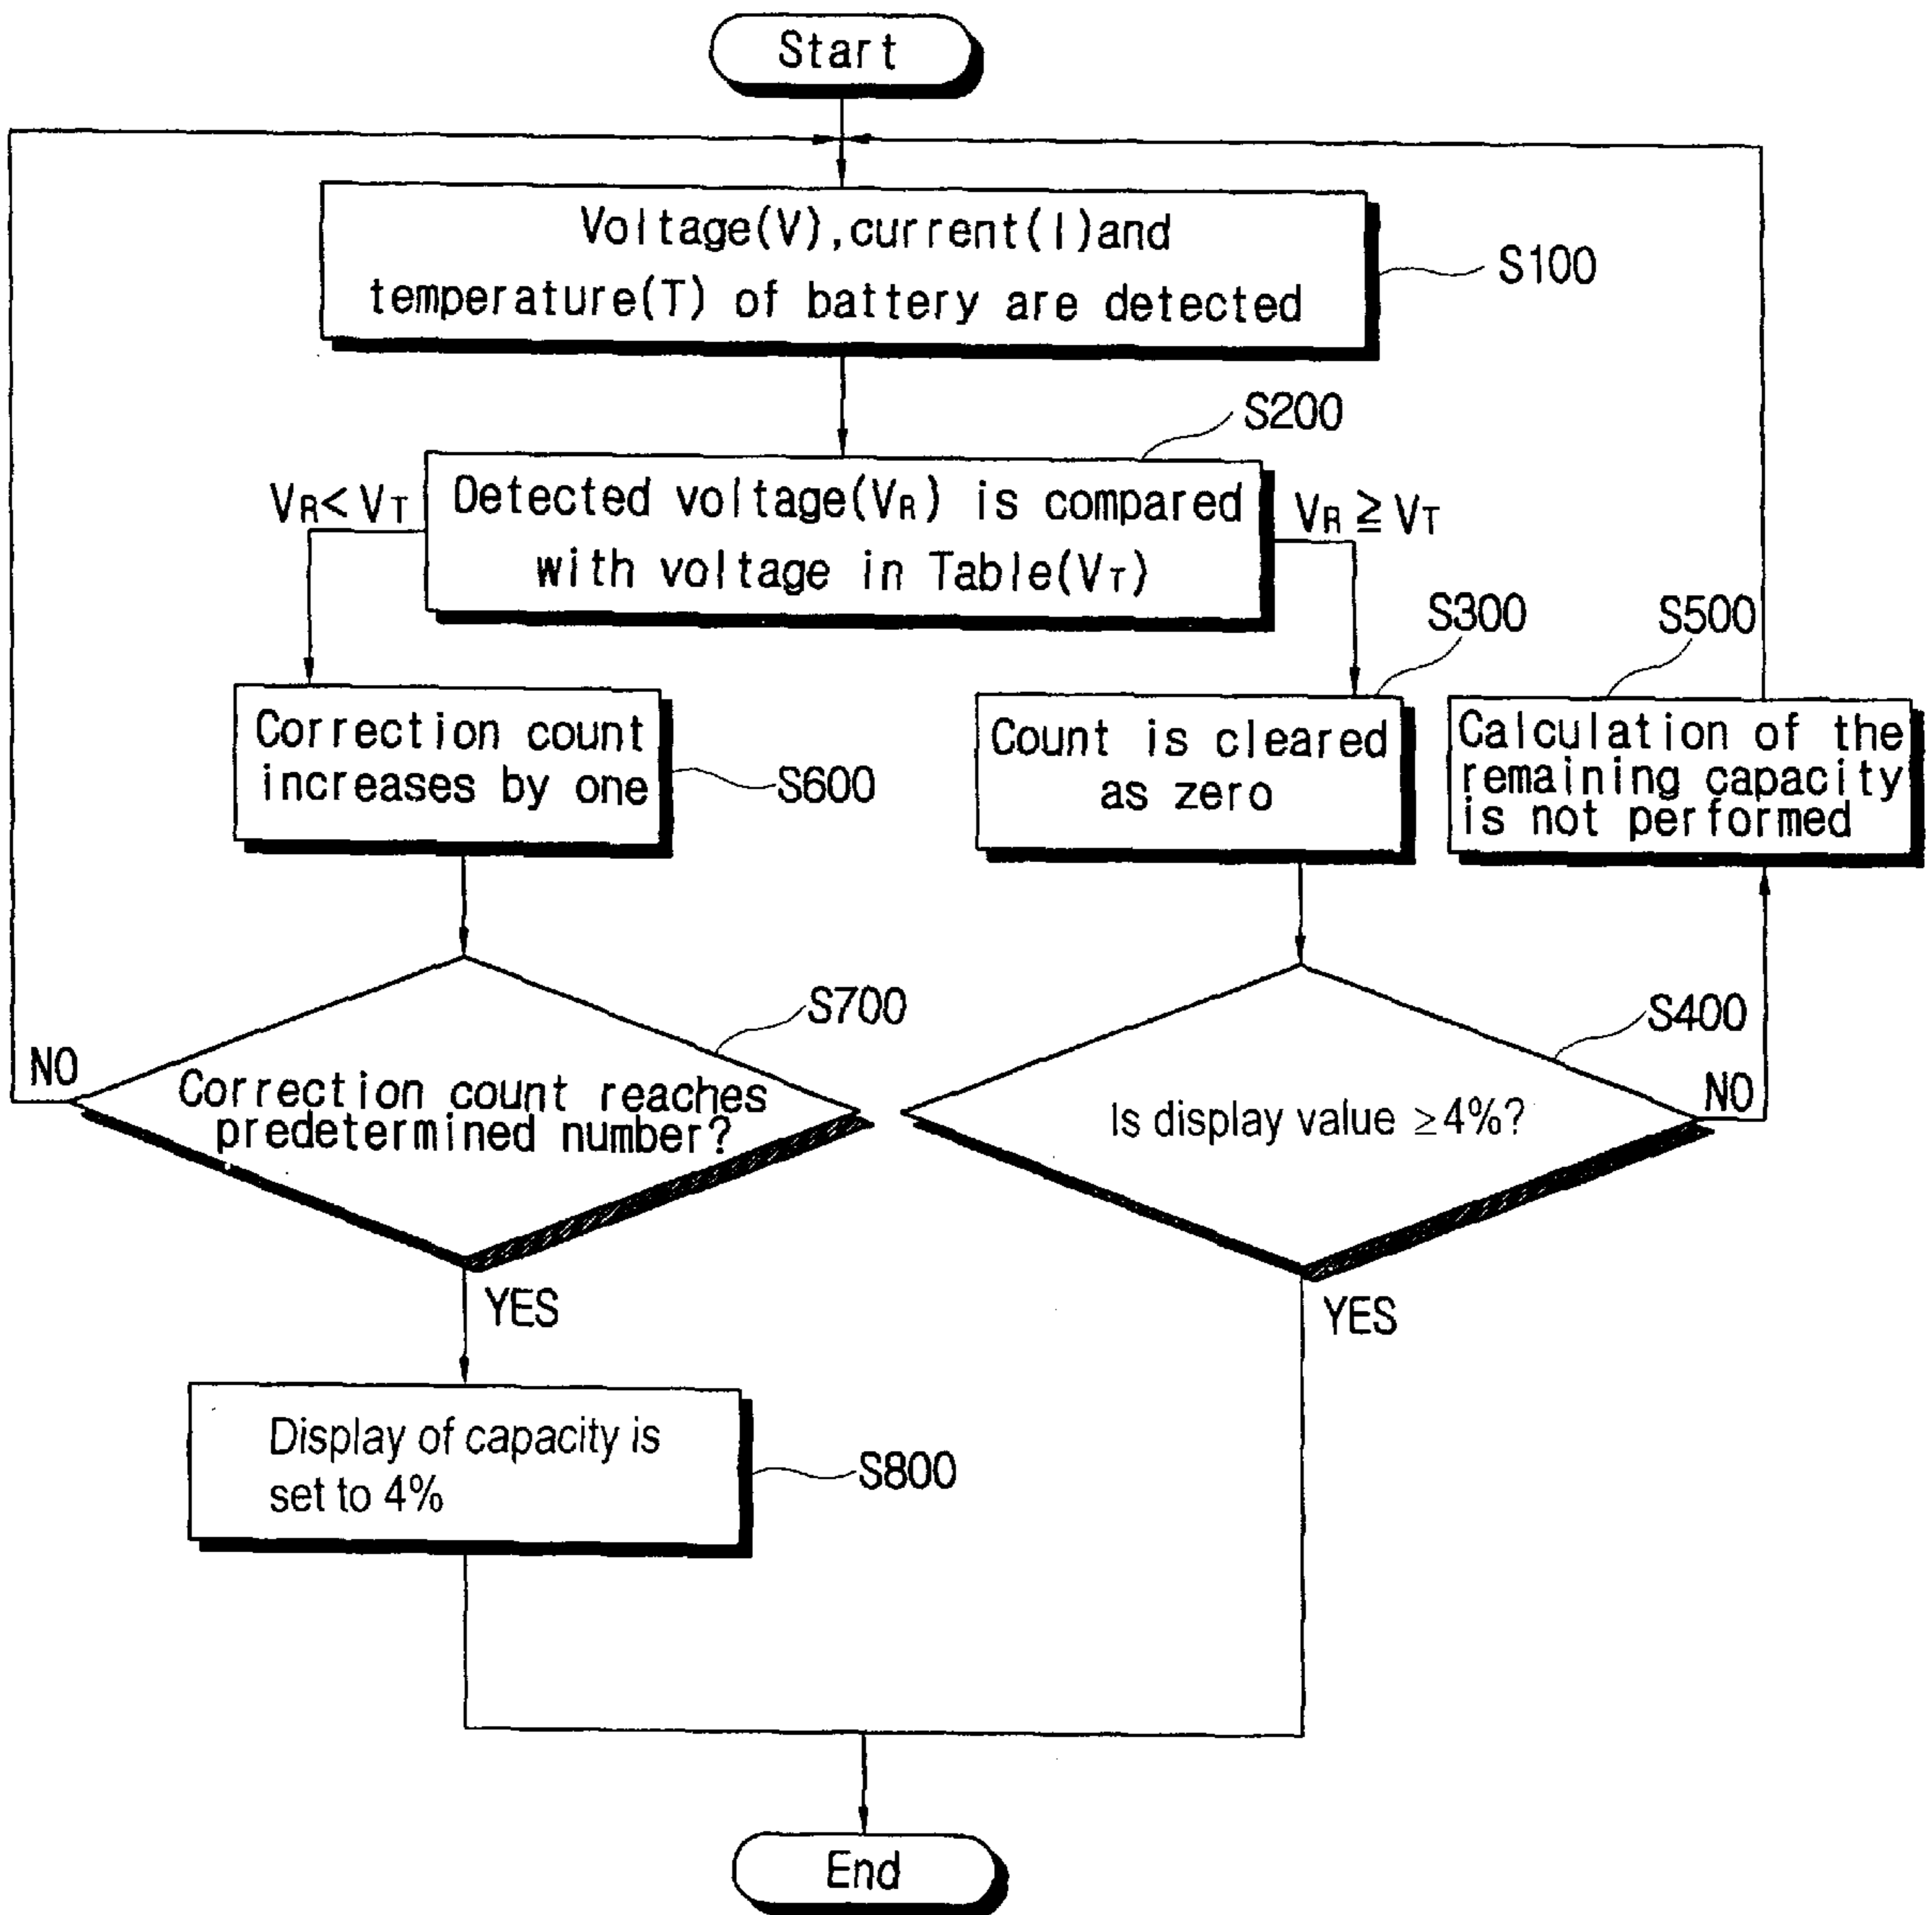 Start
Voltage(V),current(I)and
temperature(T) of battery are detected
S100
S200
VR< VT
Detected voltage(VR) is compared
with voltage in Table(VT)
VR ≧ VT
S300
S500
Correction count
increases by one
S600
Count is cleared
as zero
Calculation of the
remaining capacity
is not performed
S700
S400
NO
Correction count reaches
predetermined number?
Is display value ≥4%?
NO
YES
YES
Display of capacity is
set to 4%
S800
End